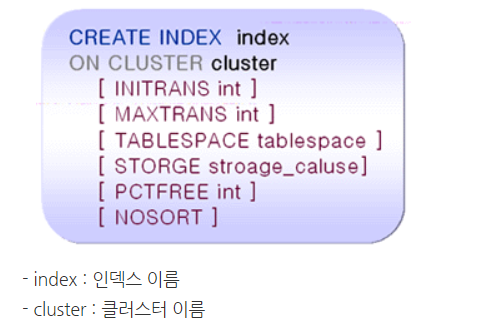 CREATE INDEX index
ON CLUSTER cluster
[ INITRANS int ]
[ MAXTRANS int ]
[ TABLESPACE tablespace ]
[ STORGE stroage_caluse]
[ PCTFREE int ]
[ NOSORT ]
- index : 인덱스 이름
- cluster : 클러스터 이름